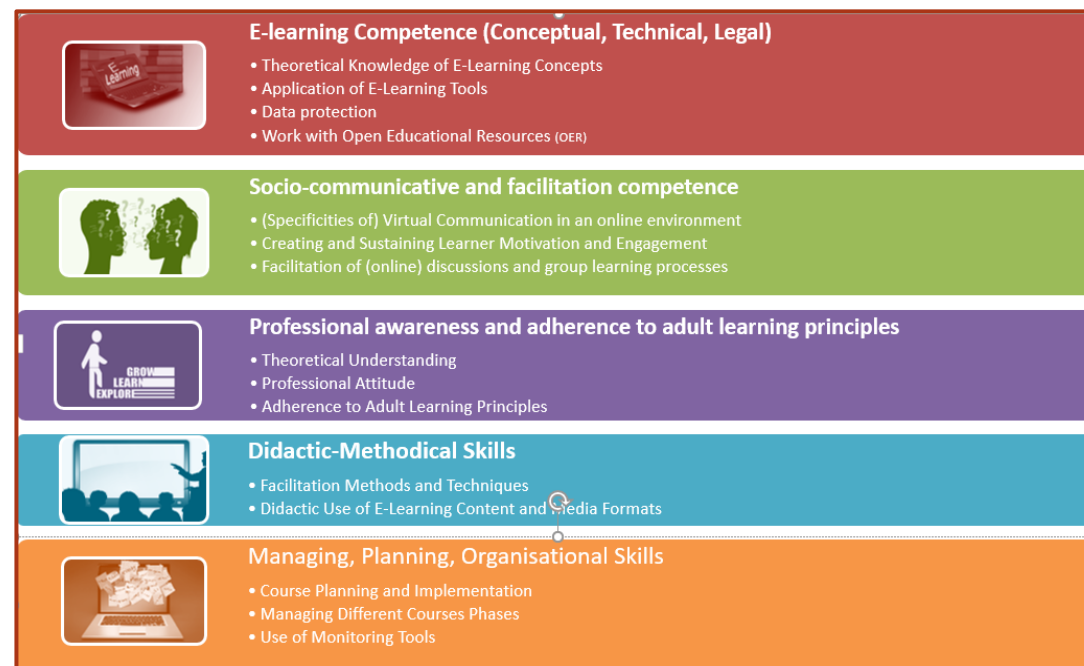 E-learning Competence (Conceptual, Technical, Legal)
• Theoretical Knowledge of E-Learning Concepts
• Application of E-Learning Tools
• Data protection
• Work with Open Educational Resources (OER)
E-Learning
Socio-communicative and facilitation competence
• (Specificities of) Virtual Communication in an online environment
• Creating and Sustaining Learner Motivation and Engagement
• Facilitation of (online) discussions and group learning processes
? ? ? ? ? ? ?
Professional awareness and adherence to adult learning principles
• Theoretical Understanding
• Professional Attitude
• Adherence to Adult Learning Principles
GROW
LEARN
EXPLORE
Didactic-Methodical Skills
• Facilitation Methods and Techniques
• Didactic Use of E-Learning Content and Media Formats
Managing, Planning, Organisational Skills
• Course Planning and Implementation
• Managing Different Courses Phases
• Use of Monitoring Tools